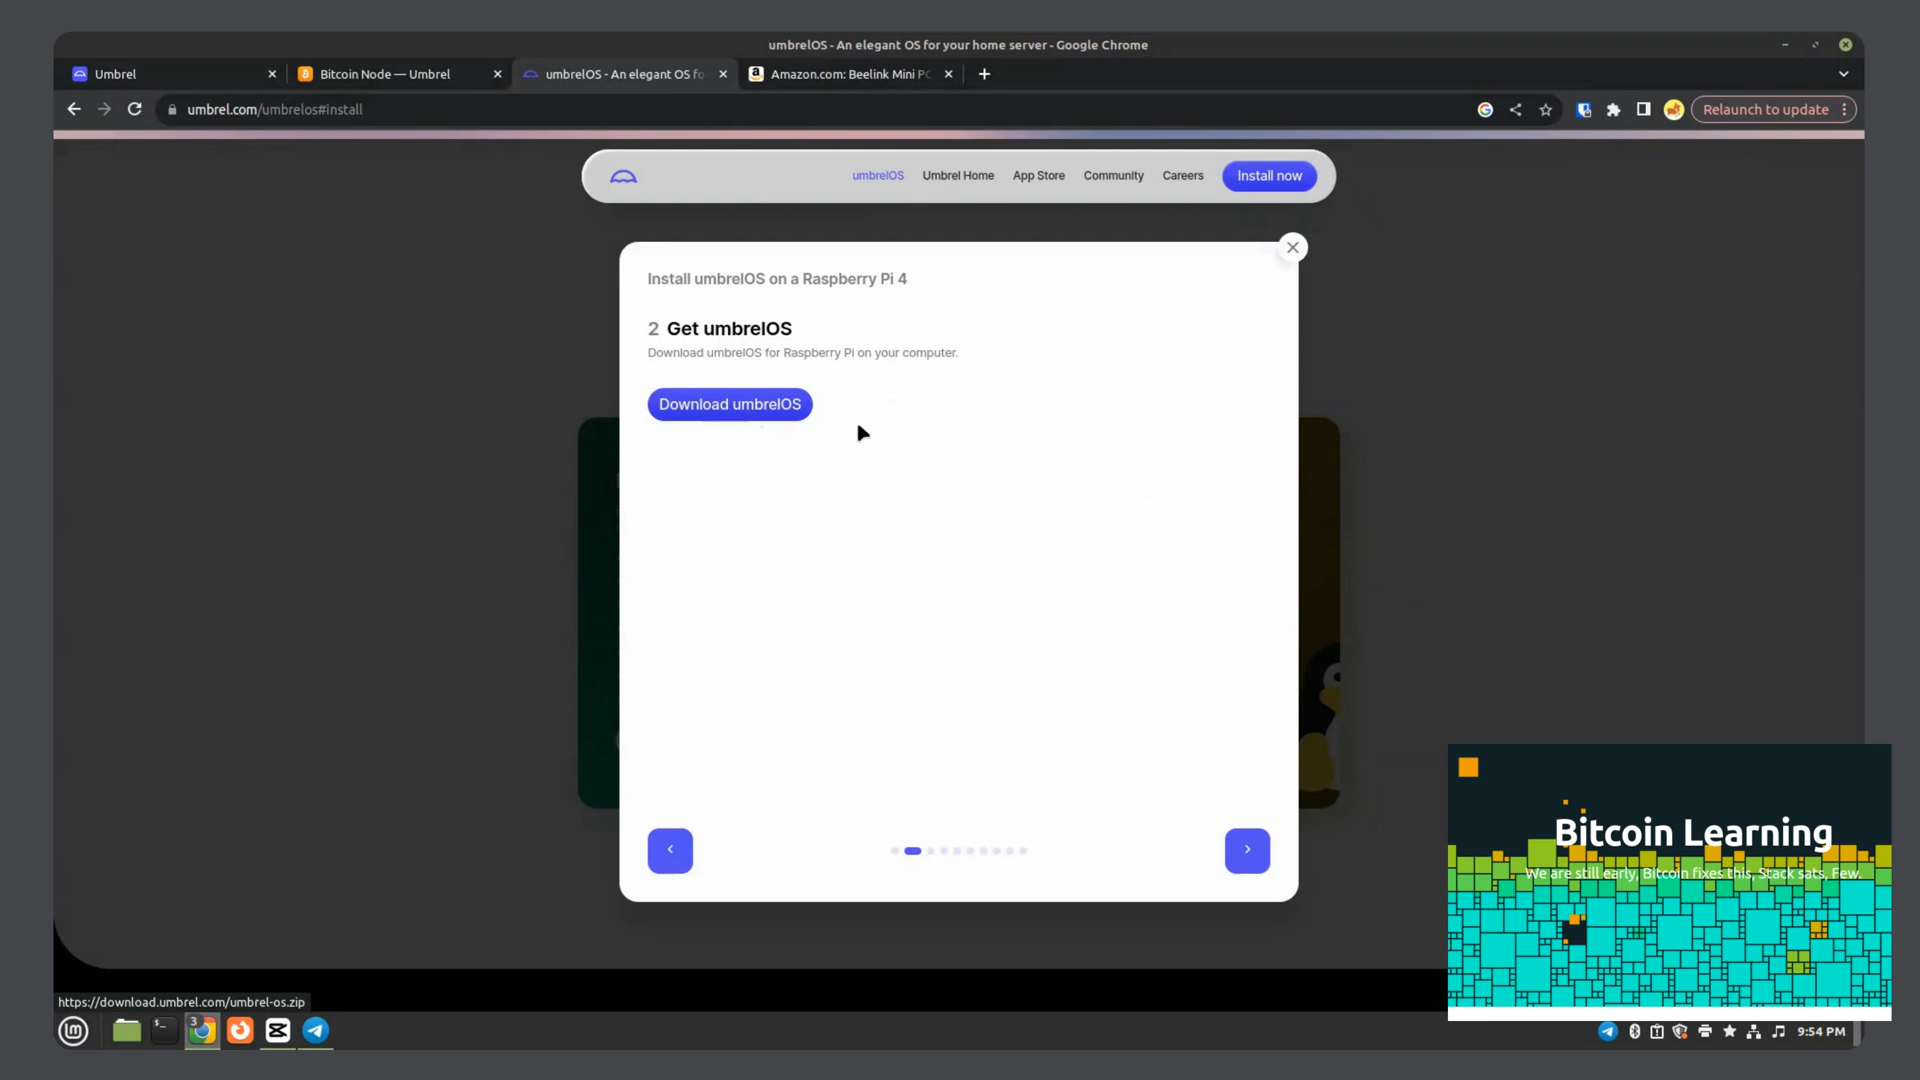 umbrelOS - An elegant OS for your home server - Google Chrome
Umbrel
Bitcoin Node — Umbrel
umbrelOS - An elegant OS fo
Amazon.com: Beelink Mini PC
umbrel.com/umbrelos#install
Relaunch to update
umbrelOS
Umbrel Home
App Store
Community
Careers
Install now
Install umbrelOS on a Raspberry Pi 4
2 Get umbrelOS
Download umbrelOS for Raspberry Pi on your computer.
Download umbrelOS
Bitcoin Learning
We are still early, Bitcoin fixes this, Stack sats, Few.
https://download.umbrel.com/umbrel-os.zip
3
9:54 PM